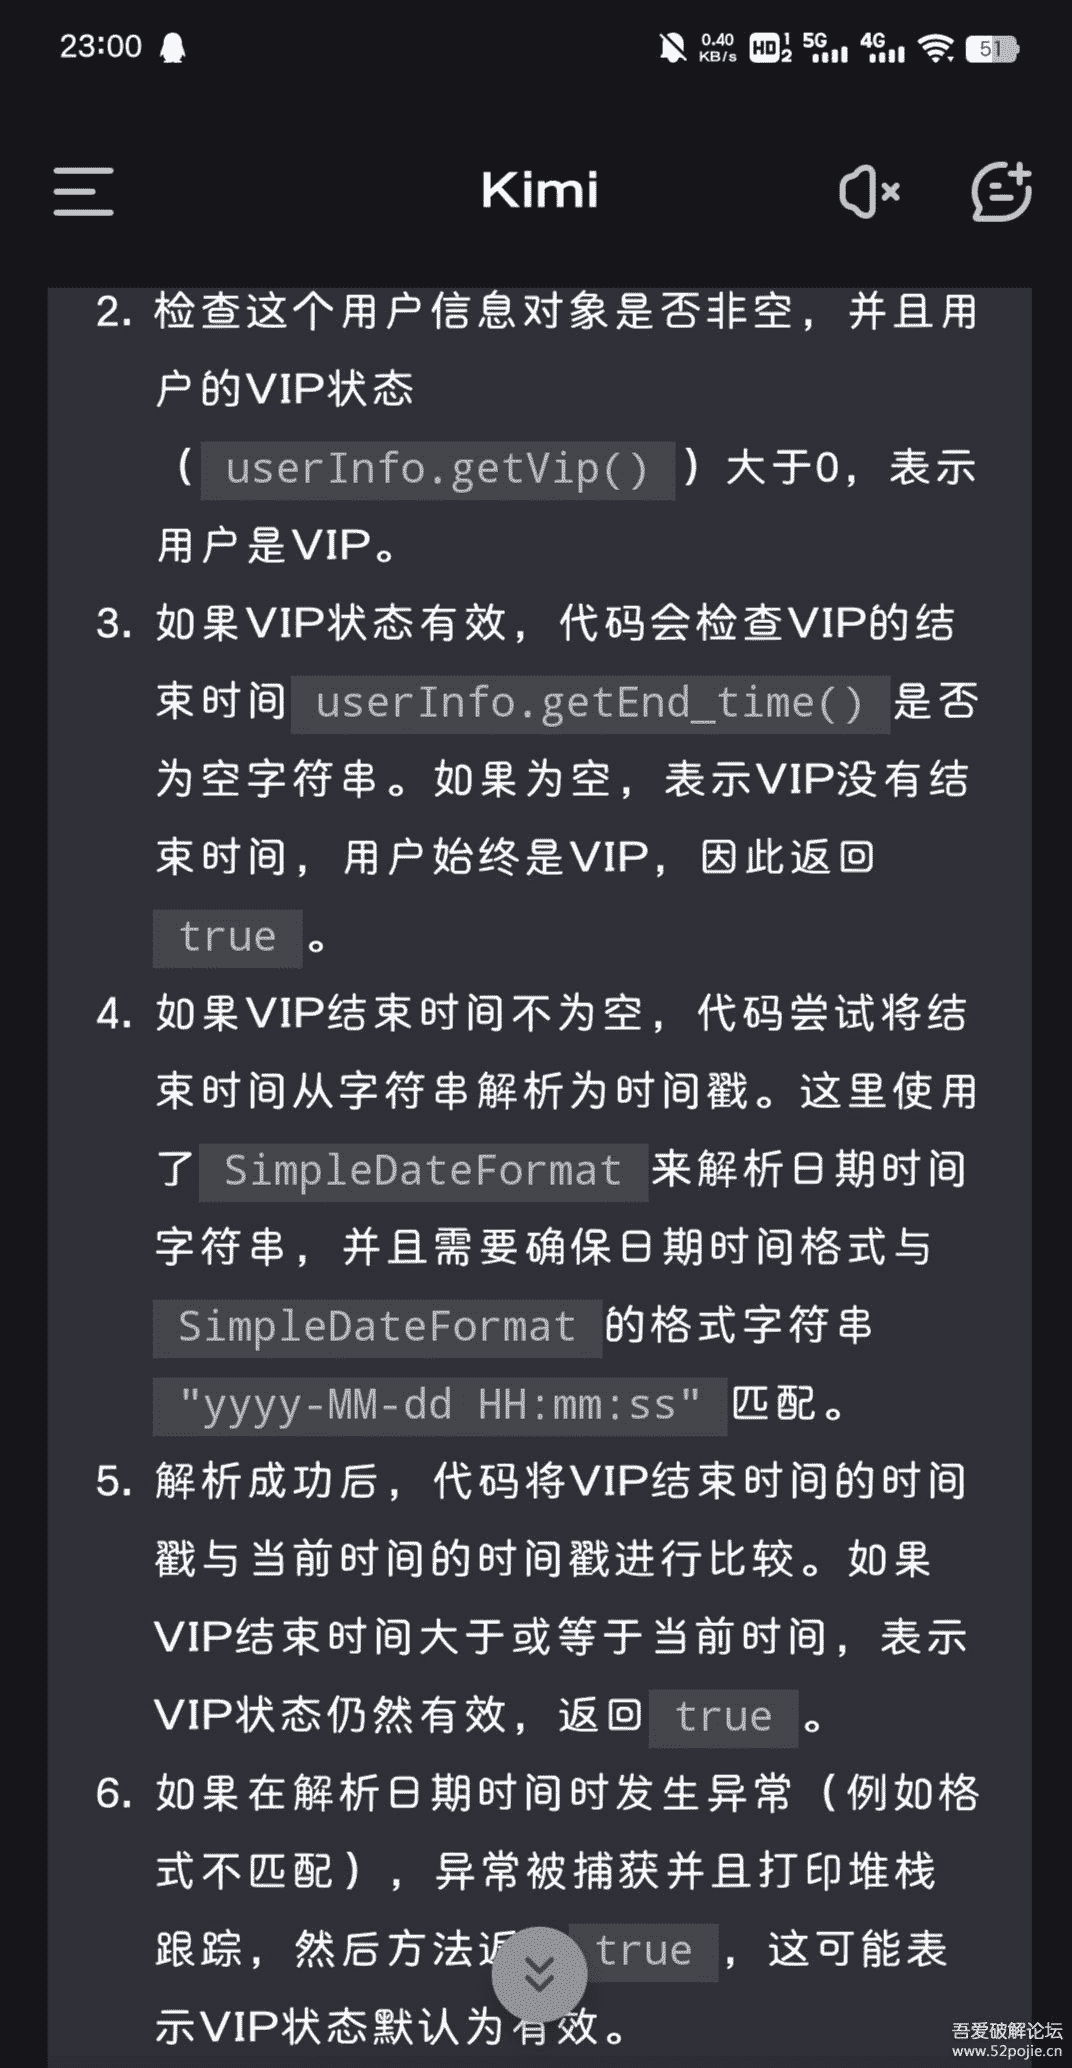 23:00
0.40
KB/s
HD 1
2
5G
4G
51
Kimi
2. 检查这个用户信息对象是否非空，并且用
户的VIP状态
（userInfo.getVip()）大于0，表示
用户是VIP。
3. 如果VIP状态有效，代码会检查VIP的结
束时间 userInfo.getEnd_time() 是否
为空字符串。如果为空，表示VIP没有结
束时间，用户始终是VIP，因此返回
true。
4. 如果VIP结束时间不为空，代码尝试将结
束时间从字符串解析为时间戳。这里使用
了 SimpleDateFormat 来解析日期时间
字符串，并且需要确保日期时间格式与
SimpleDateFormat 的格式字符串
"yyyy-MM-dd HH:mm:ss" 匹配。
5. 解析成功后，代码将VIP结束时间的时间
戳与当前时间的时间戳进行比较。如果
VIP结束时间大于或等于当前时间，表示
VIP状态仍然有效，返回 true。
6. 如果在解析日期时间时发生异常（例如格
式不匹配），异常被捕获并且打印堆栈
跟踪，然后方法返 true，这可能表
示VIP状态默认为有效。
吾爱破解论坛
www.52pojie.cn